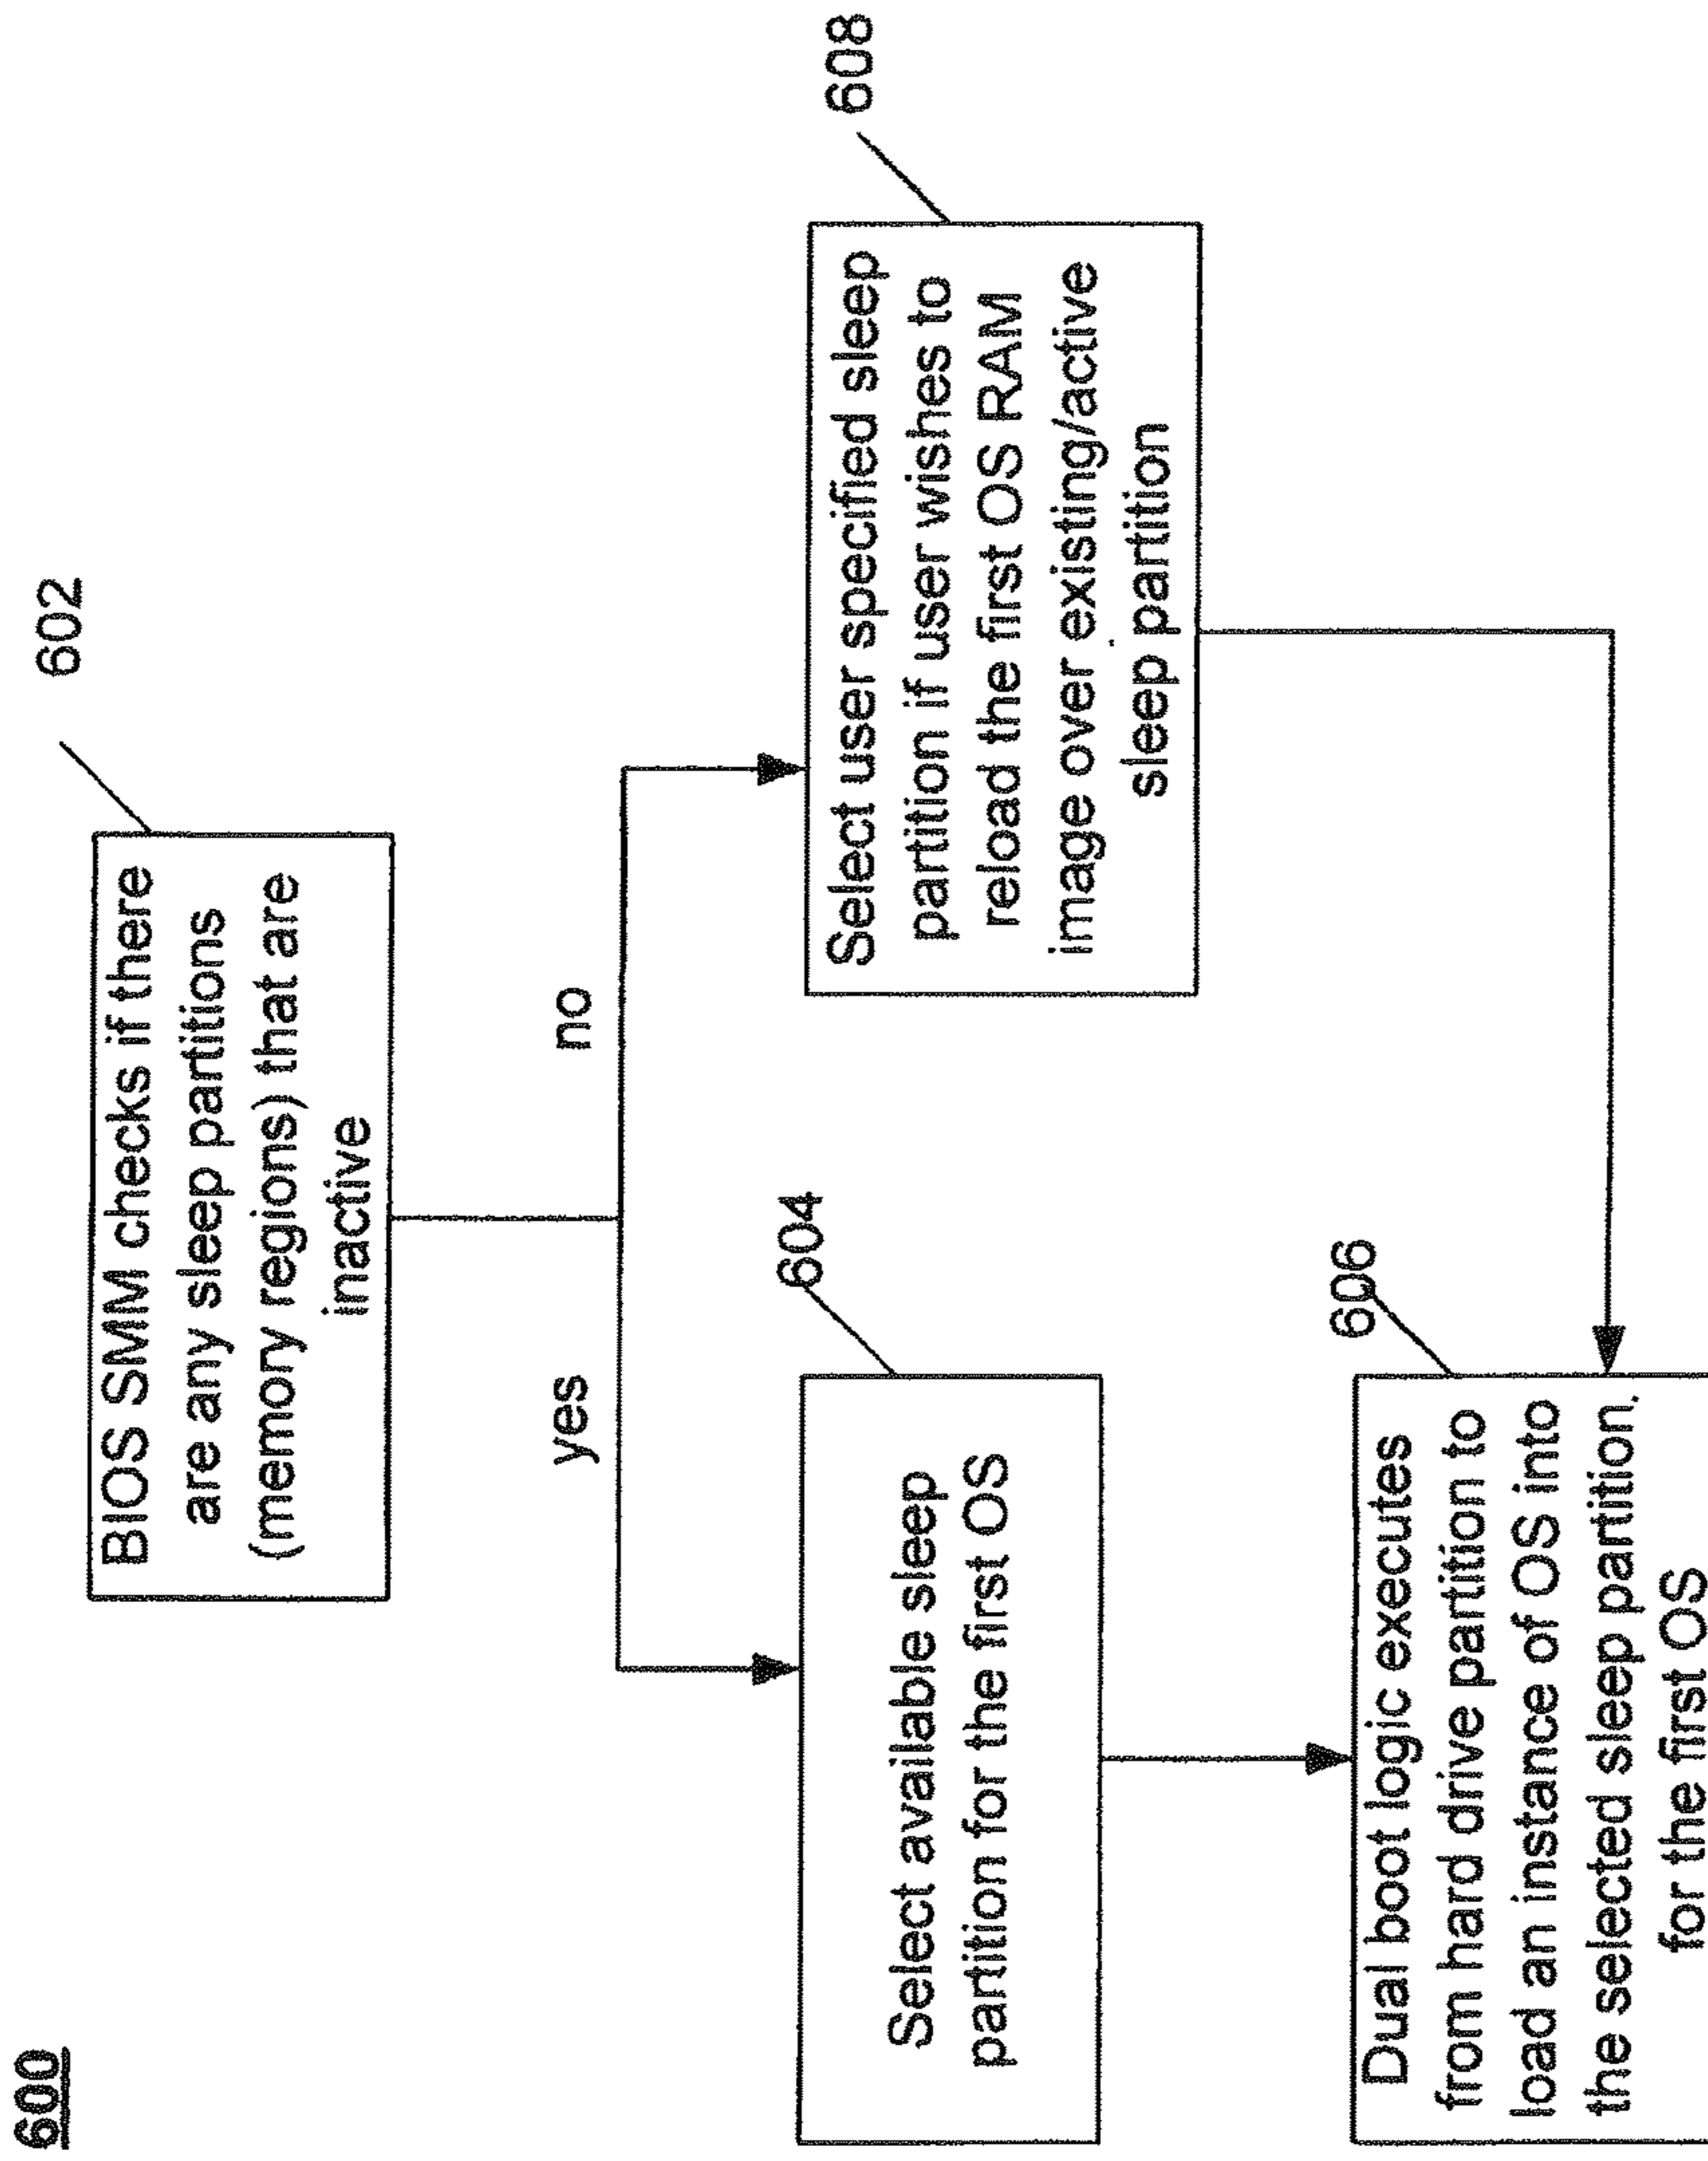 600
602
BIOS SMM checks if there
are any sleep partitions
(memory regions) that are
inactive
yes
no
604
Select available sleep
partition for the first OS
608
Select user specified sleep
partition if user wishes to
reload the first OS RAM
image over existing/active
sleep partition
606
Dual boot logic executes
from hard drive partition to
load an instance of OS into
the selected sleep partition.
for the first OS